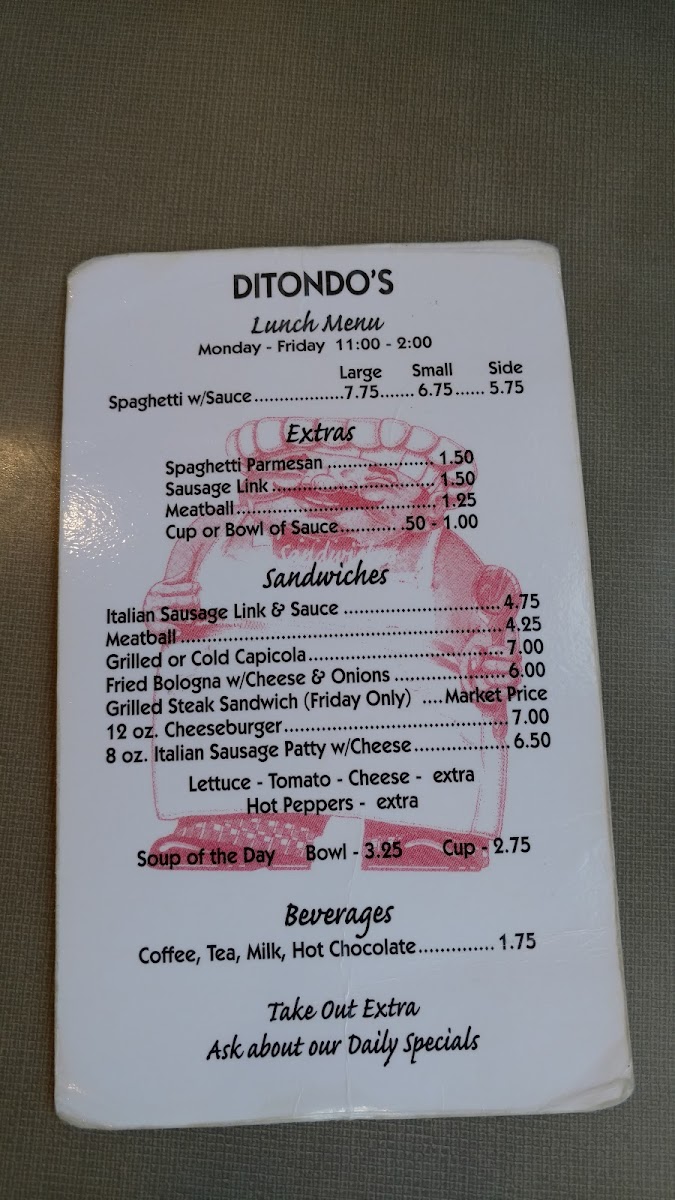 DITONDO'S
Lunch Menu
Monday - Friday 11:00 - 2:00
Large Small Side
Spaghetti w/Sauce..................7.75....... 6.75...... 5.75
Extras
Spaghetti Parmesan ..................... 1.50
Sausage Link ................................ 1.50
Meatball........................................ 1.25
Cup or Bowl of Sauce............ .50 - 1.00
sandwiches
Sandwiches
Italian Sausage Link & Sauce ..............................4.75
Meatball.............................................................4.25
Grilled or Cold Capicola.....................................7.00
Fried Bologna w/Cheese & Onions .....................6.00
Grilled Steak Sandwich (Friday Only) ....Market Price
12 oz. Cheeseburger...........................................7.00
8 oz. Italian Sausage Patty w/Cheese..................6.50
Lettuce - Tomato - Cheese - extra
Hot Peppers - extra
Soup of the Day Bowl - 3.25 Cup - 2.75
Beverages
Coffee, Tea, Milk, Hot Chocolate.............. 1.75
Take Out Extra
Ask about our Daily Specials